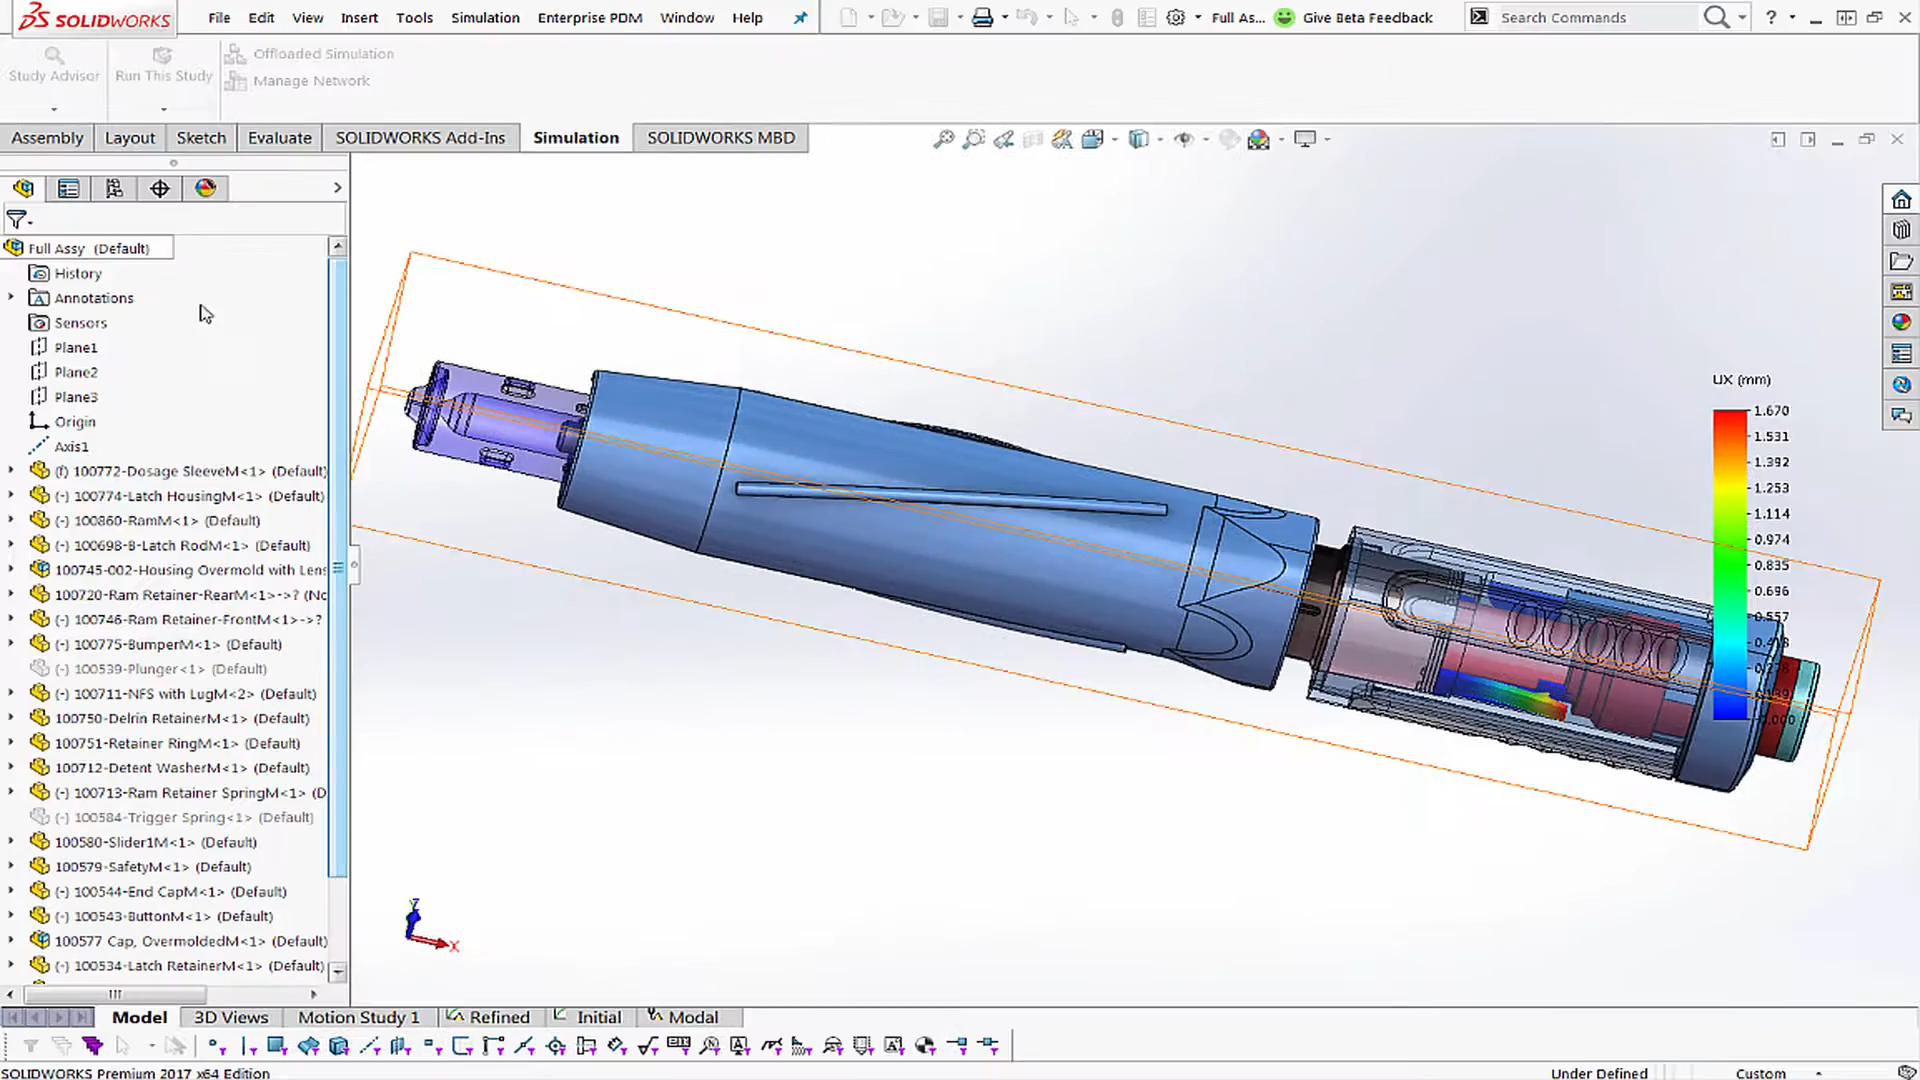 SOLIDWORKS File Edit View Insert Tools Simulation Enterprise PDM Window Help Full As... Give Beta Feedback Search Commands ?
Study Advisor
Run This Study
Offloaded Simulation
Manage Network
Assembly Layout Sketch Evaluate SOLIDWORKS Add-Ins Simulation SOLIDWORKS MBD
Full Assy (Default)
History
Annotations
Sensors
Plane1
Plane2
Plane3
Origin
Axis1
(f) 100772-Dosage SleeveM<1> (Default)
(-) 100774-Latch HousingM<1> (Default)
(-) 100860-RamM<1> (Default)
(-) 100698-B-Latch RodM<1> (Default)
100745-002-Housing Overmold with Lens
100720-Ram Retainer-RearM<1>->? (Nc
100746-Ram Retainer-FrontM<1>->?
(-) 100775-BumperM<1> (Default)
(-) 100539-Plunger<1> (Default)
(-) 100711-NFS with LugM<2> (Default)
100750-Delrin RetainerM<1> (Default)
100751-Retainer RingM<1> (Default)
100712-Detent WasherM<1> (Default)
(-) 100713-Ram Retainer SpringM<1> (D
(-) 100584-Trigger Spring<1> (Default)
100580-Slider1M<1> (Default)
100579-SafetyM<1> (Default)
(-) 100544-End CapM<1> (Default)
(-) 100543-ButtonM<1> (Default)
100577 Cap, OvermoldedM<1> (Default)
(-) 100534-Latch RetainerM<1> (Default)
UX (mm)
1.670
1.531
1.392
1.253
1.114
0.974
0.835
0.696
0.557
Z
X
Model 3D Views Motion Study 1 Refined Initial Modal
SOLIDWORKS Premium 2017 x64 Edition Under Defined Custom